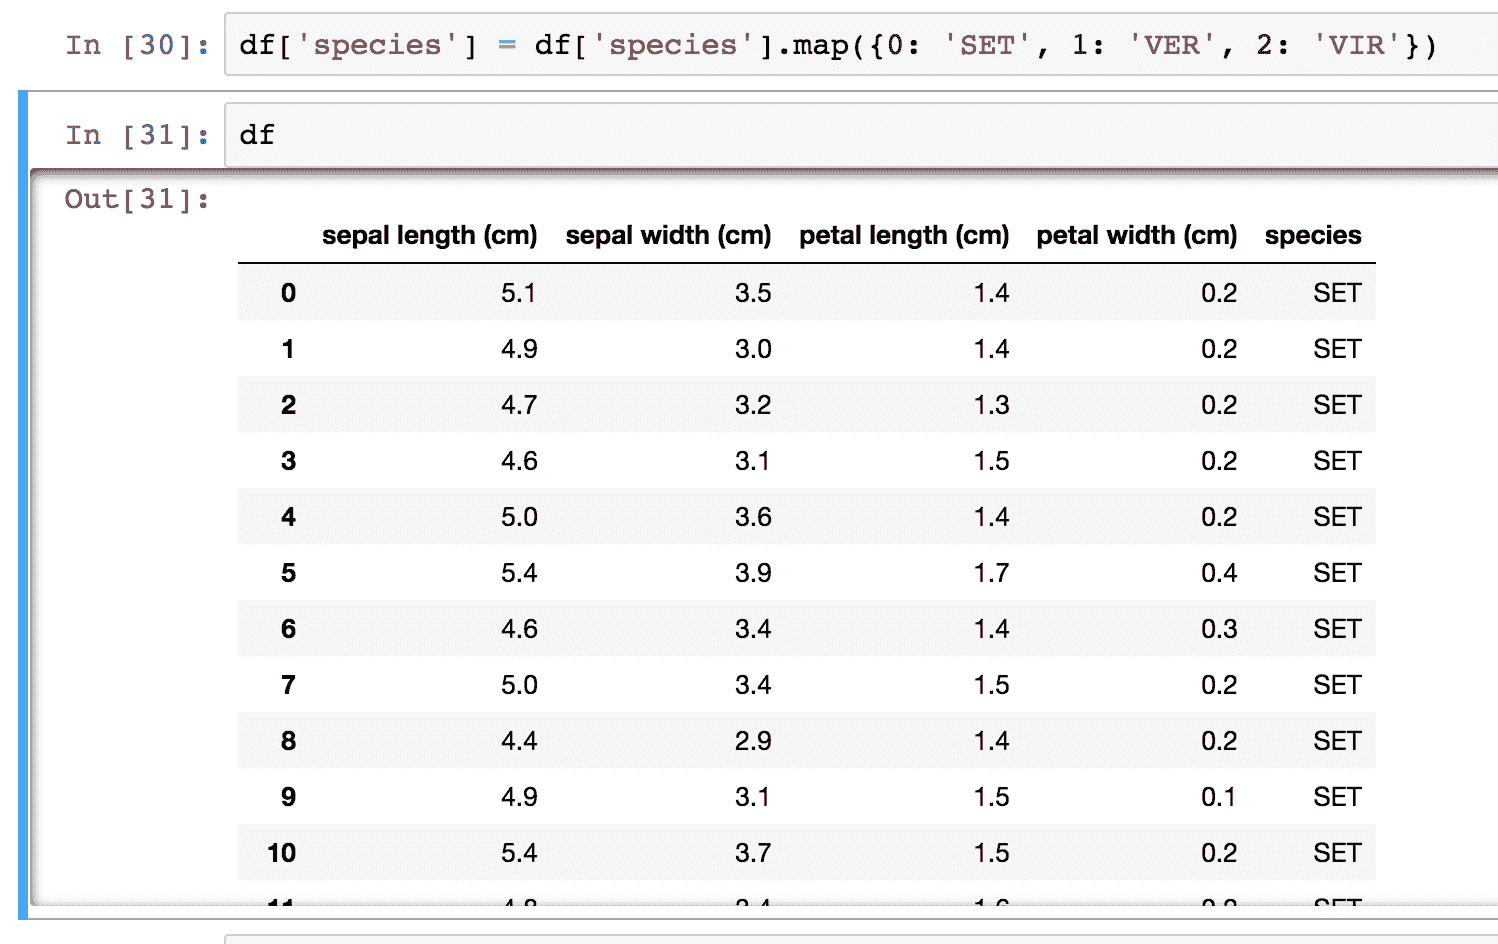 In [30]: df['species'] = df['species'].map({0: 'SET', 1: 'VER', 2: 'VIR'})
In [31]: df
Out[31]:
sepal length (cm) sepal width (cm) petal length (cm) petal width (cm) species
0 5.1 3.5 1.4 0.2 SET
1 4.9 3.0 1.4 0.2 SET
2 4.7 3.2 1.3 0.2 SET
3 4.6 3.1 1.5 0.2 SET
4 5.0 3.6 1.4 0.2 SET
5 5.4 3.9 1.7 0.4 SET
6 4.6 3.4 1.4 0.3 SET
7 5.0 3.4 1.5 0.2 SET
8 4.4 2.9 1.4 0.2 SET
9 4.9 3.1 1.5 0.1 SET
10 5.4 3.7 1.5 0.2 SET